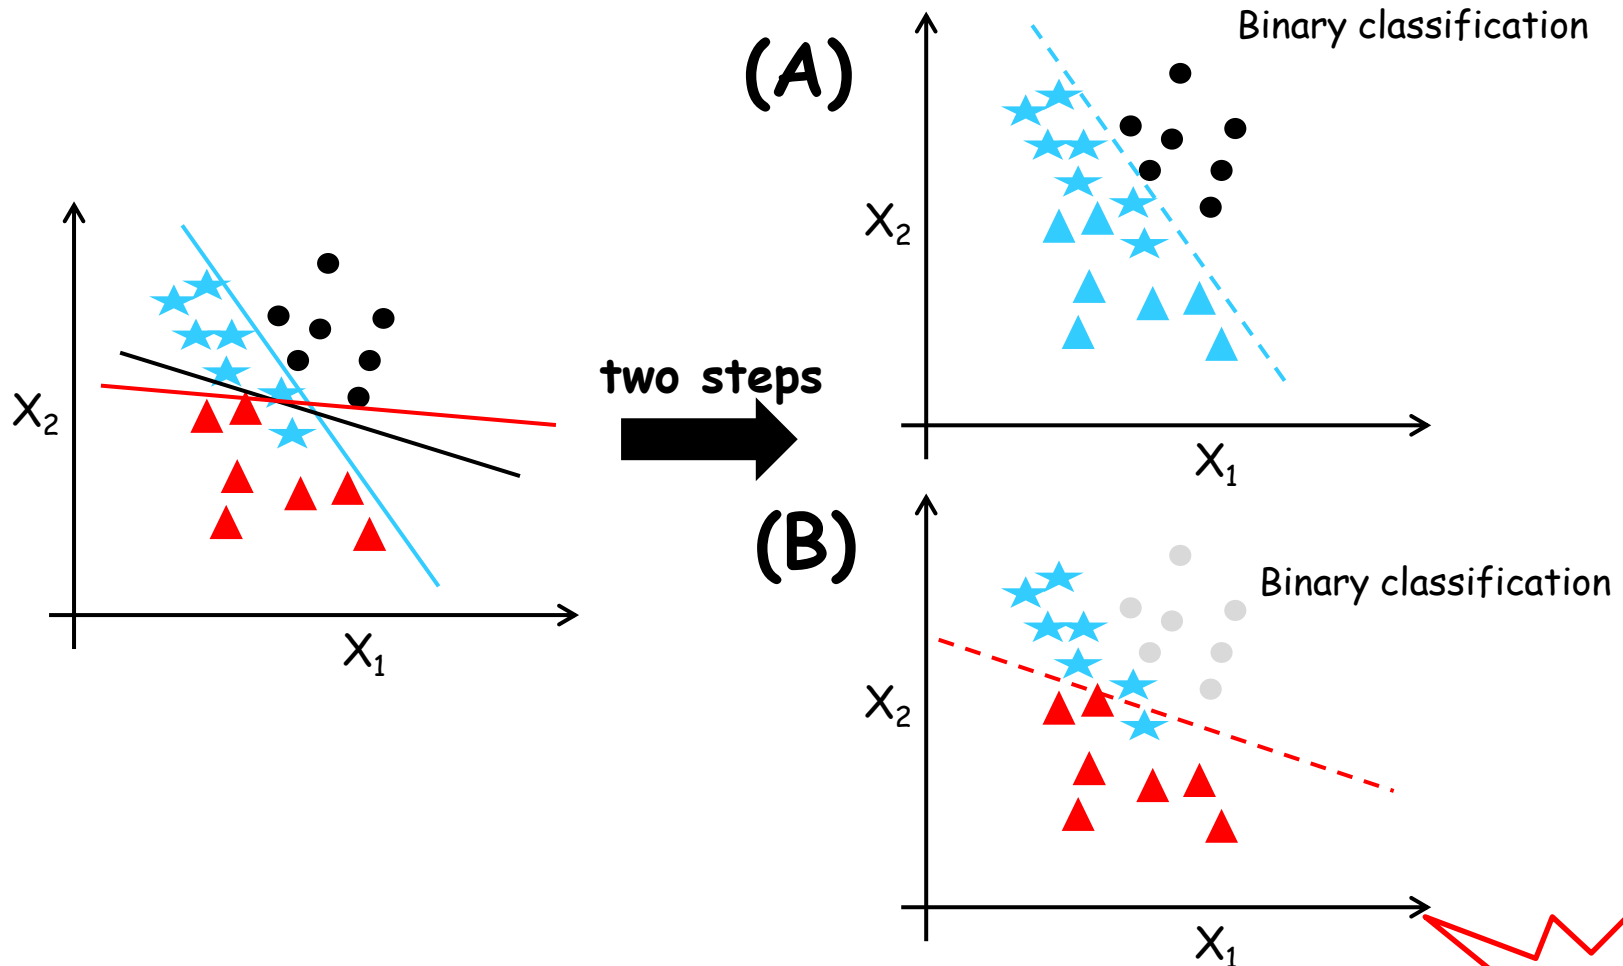 X2
X1
two steps
(A)
Binary classification
X2
X1
(B)
Binary classification
X2
X1